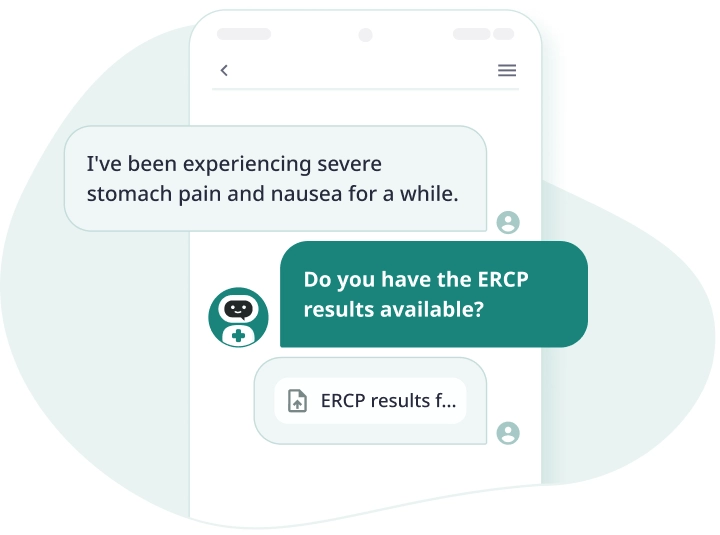 I've been experiencing severe
stomach pain and nausea for a while.
Do you have the ERCP
results available?
ERCP results f...